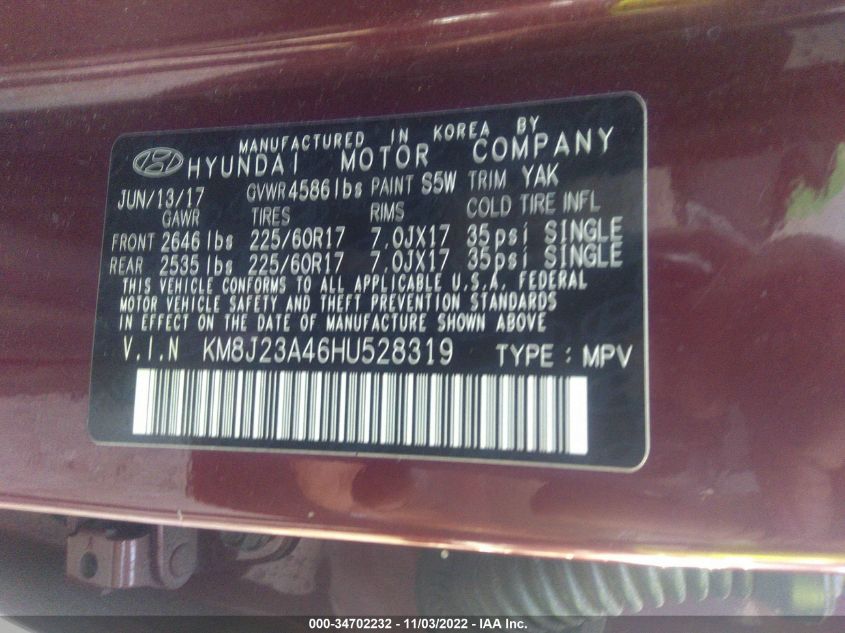 MANUFACTURED IN KOREA BY
HYUNDAI MOTOR COMPANY
JUN/13/17 GVWR 4586 lbs PAINT S5W TRIM YAK
GAWR TIRES RIMS COLD TIRE INFL
FRONT 2646 lbs 225/60R17 7.0JX17 35psi SINGLE
REAR 2535 lbs 225/60R17 7.0JX17 35psi SINGLE
THIS VEHICLE CONFORMS TO ALL APPLICABLE U.S.A. FEDERAL
MOTOR VEHICLE SAFETY AND THEFT PREVENTION STANDARDS
IN EFFECT ON THE DATE OF MANUFACTURE SHOWN ABOVE
V.I.N KM8J23A46HU528319 TYPE : MPV
000-34702232 - 11/03/2022 - IAA Inc.